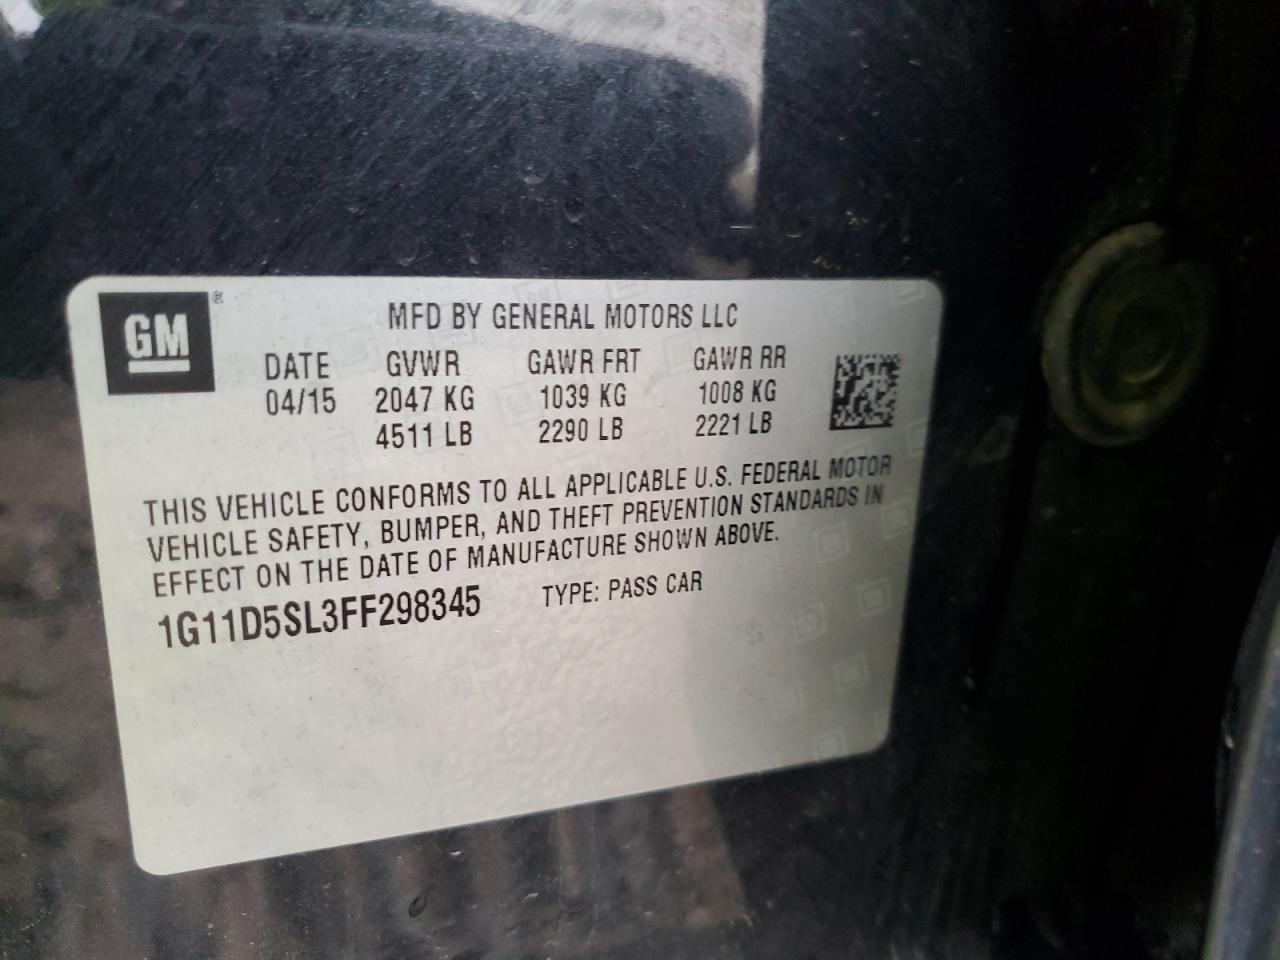 GM ®
MFD BY GENERAL MOTORS LLC
DATE GVWR GAWR FRT GAWR RR
04/15 2047 KG 1039 KG 1008 KG
4511 LB 2290 LB 2221 LB
THIS VEHICLE CONFORMS TO ALL APPLICABLE U.S. FEDERAL MOTOR
VEHICLE SAFETY, BUMPER, AND THEFT PREVENTION STANDARDS IN
EFFECT ON THE DATE OF MANUFACTURE SHOWN ABOVE.
1G11D5SL3FF298345 TYPE: PASS CAR